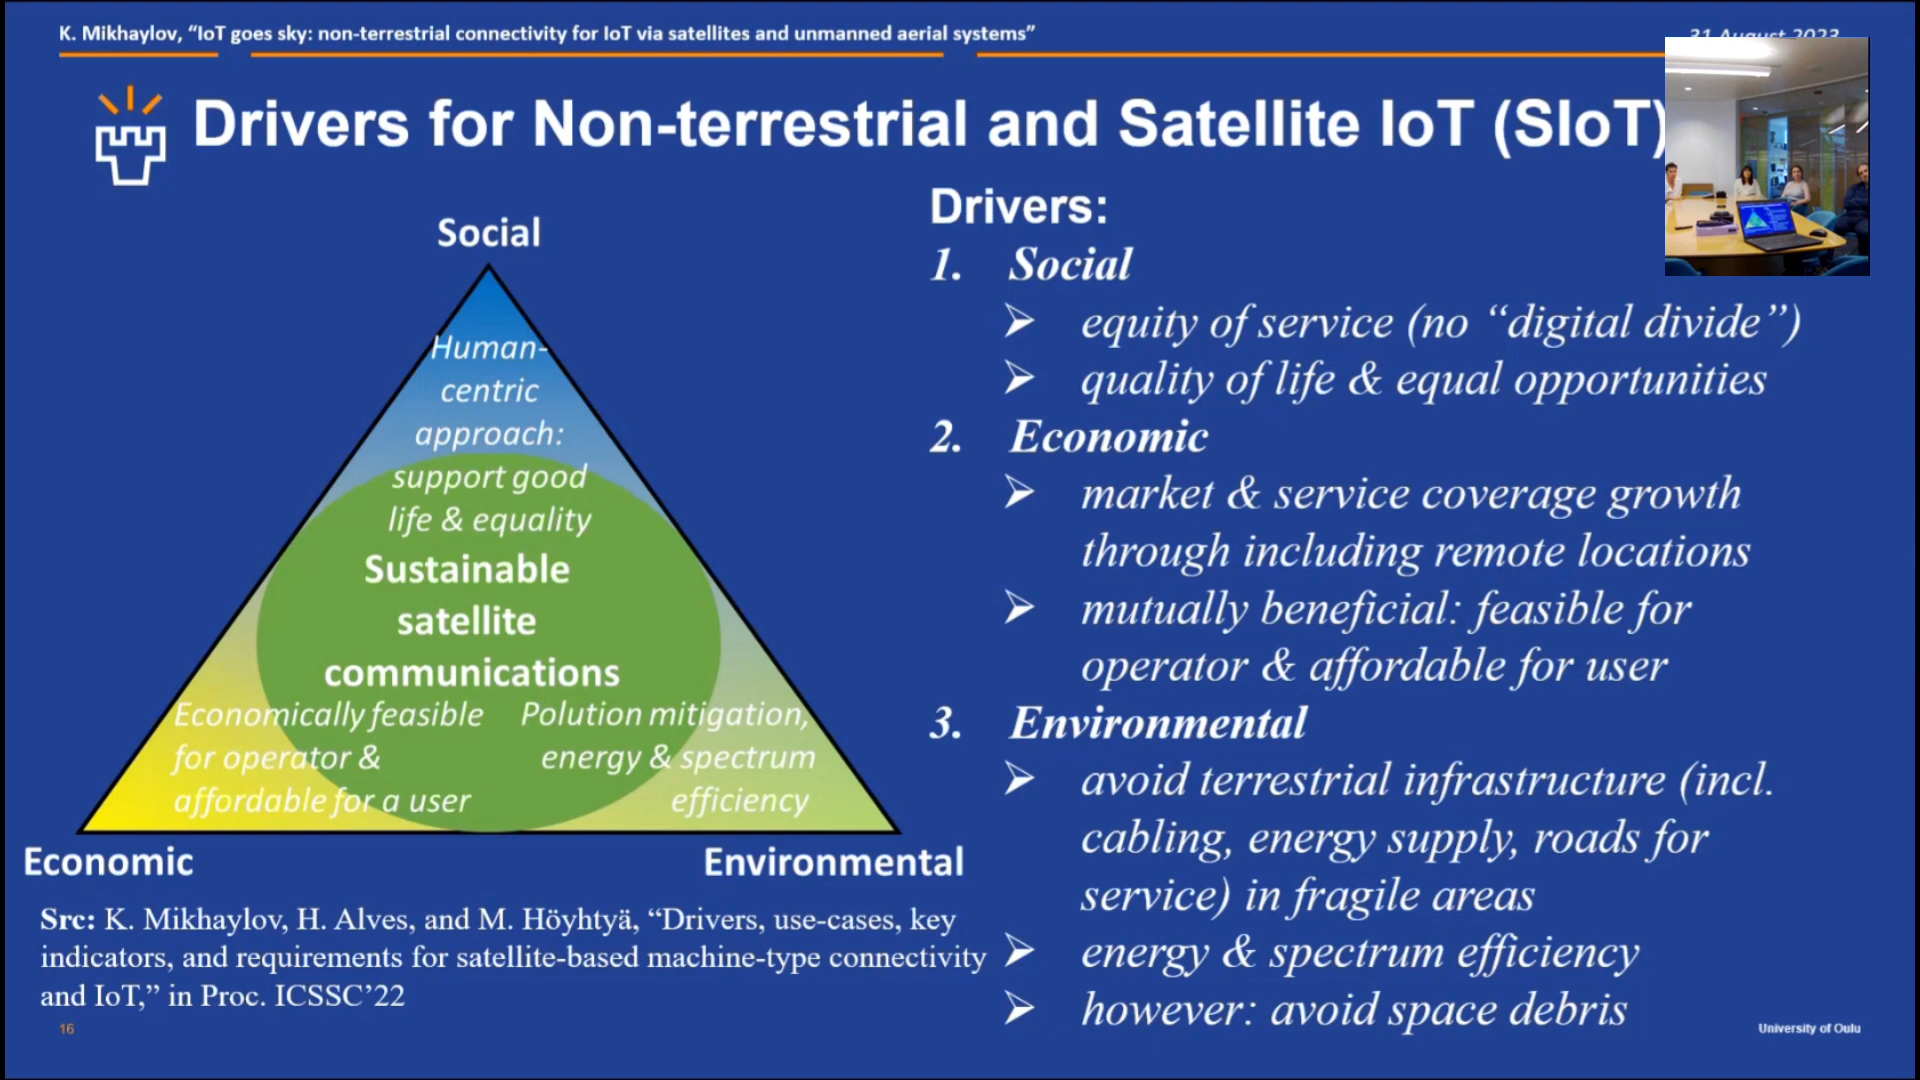 K. Mikhaylov, “IoT goes sky: non-terrestrial connectivity for IoT via satellites and unmanned aerial systems”
31 August 2023
Drivers for Non-terrestrial and Satellite IoT (SIoT)
Social
Human-
centric
approach:
support good
life & equality
Sustainable
satellite
communications
Economically feasible
for operator &
affordable for a user
Polution mitigation,
energy & spectrum
efficiency
Economic
Environmental
Src: K. Mikhaylov, H. Alves, and M. Höyhtyä, “Drivers, use-cases, key
indicators, and requirements for satellite-based machine-type connectivity
and IoT,” in Proc. ICSSC’22
Drivers:
1. Social
➢ equity of service (no “digital divide”)
➢ quality of life & equal opportunities
2. Economic
➢ market & service coverage growth
through including remote locations
➢ mutually beneficial: feasible for
operator & affordable for user
3. Environmental
➢ avoid terrestrial infrastructure (incl.
cabling, energy supply, roads for
service) in fragile areas
➢ energy & spectrum efficiency
➢ however: avoid space debris
16
University of Oulu